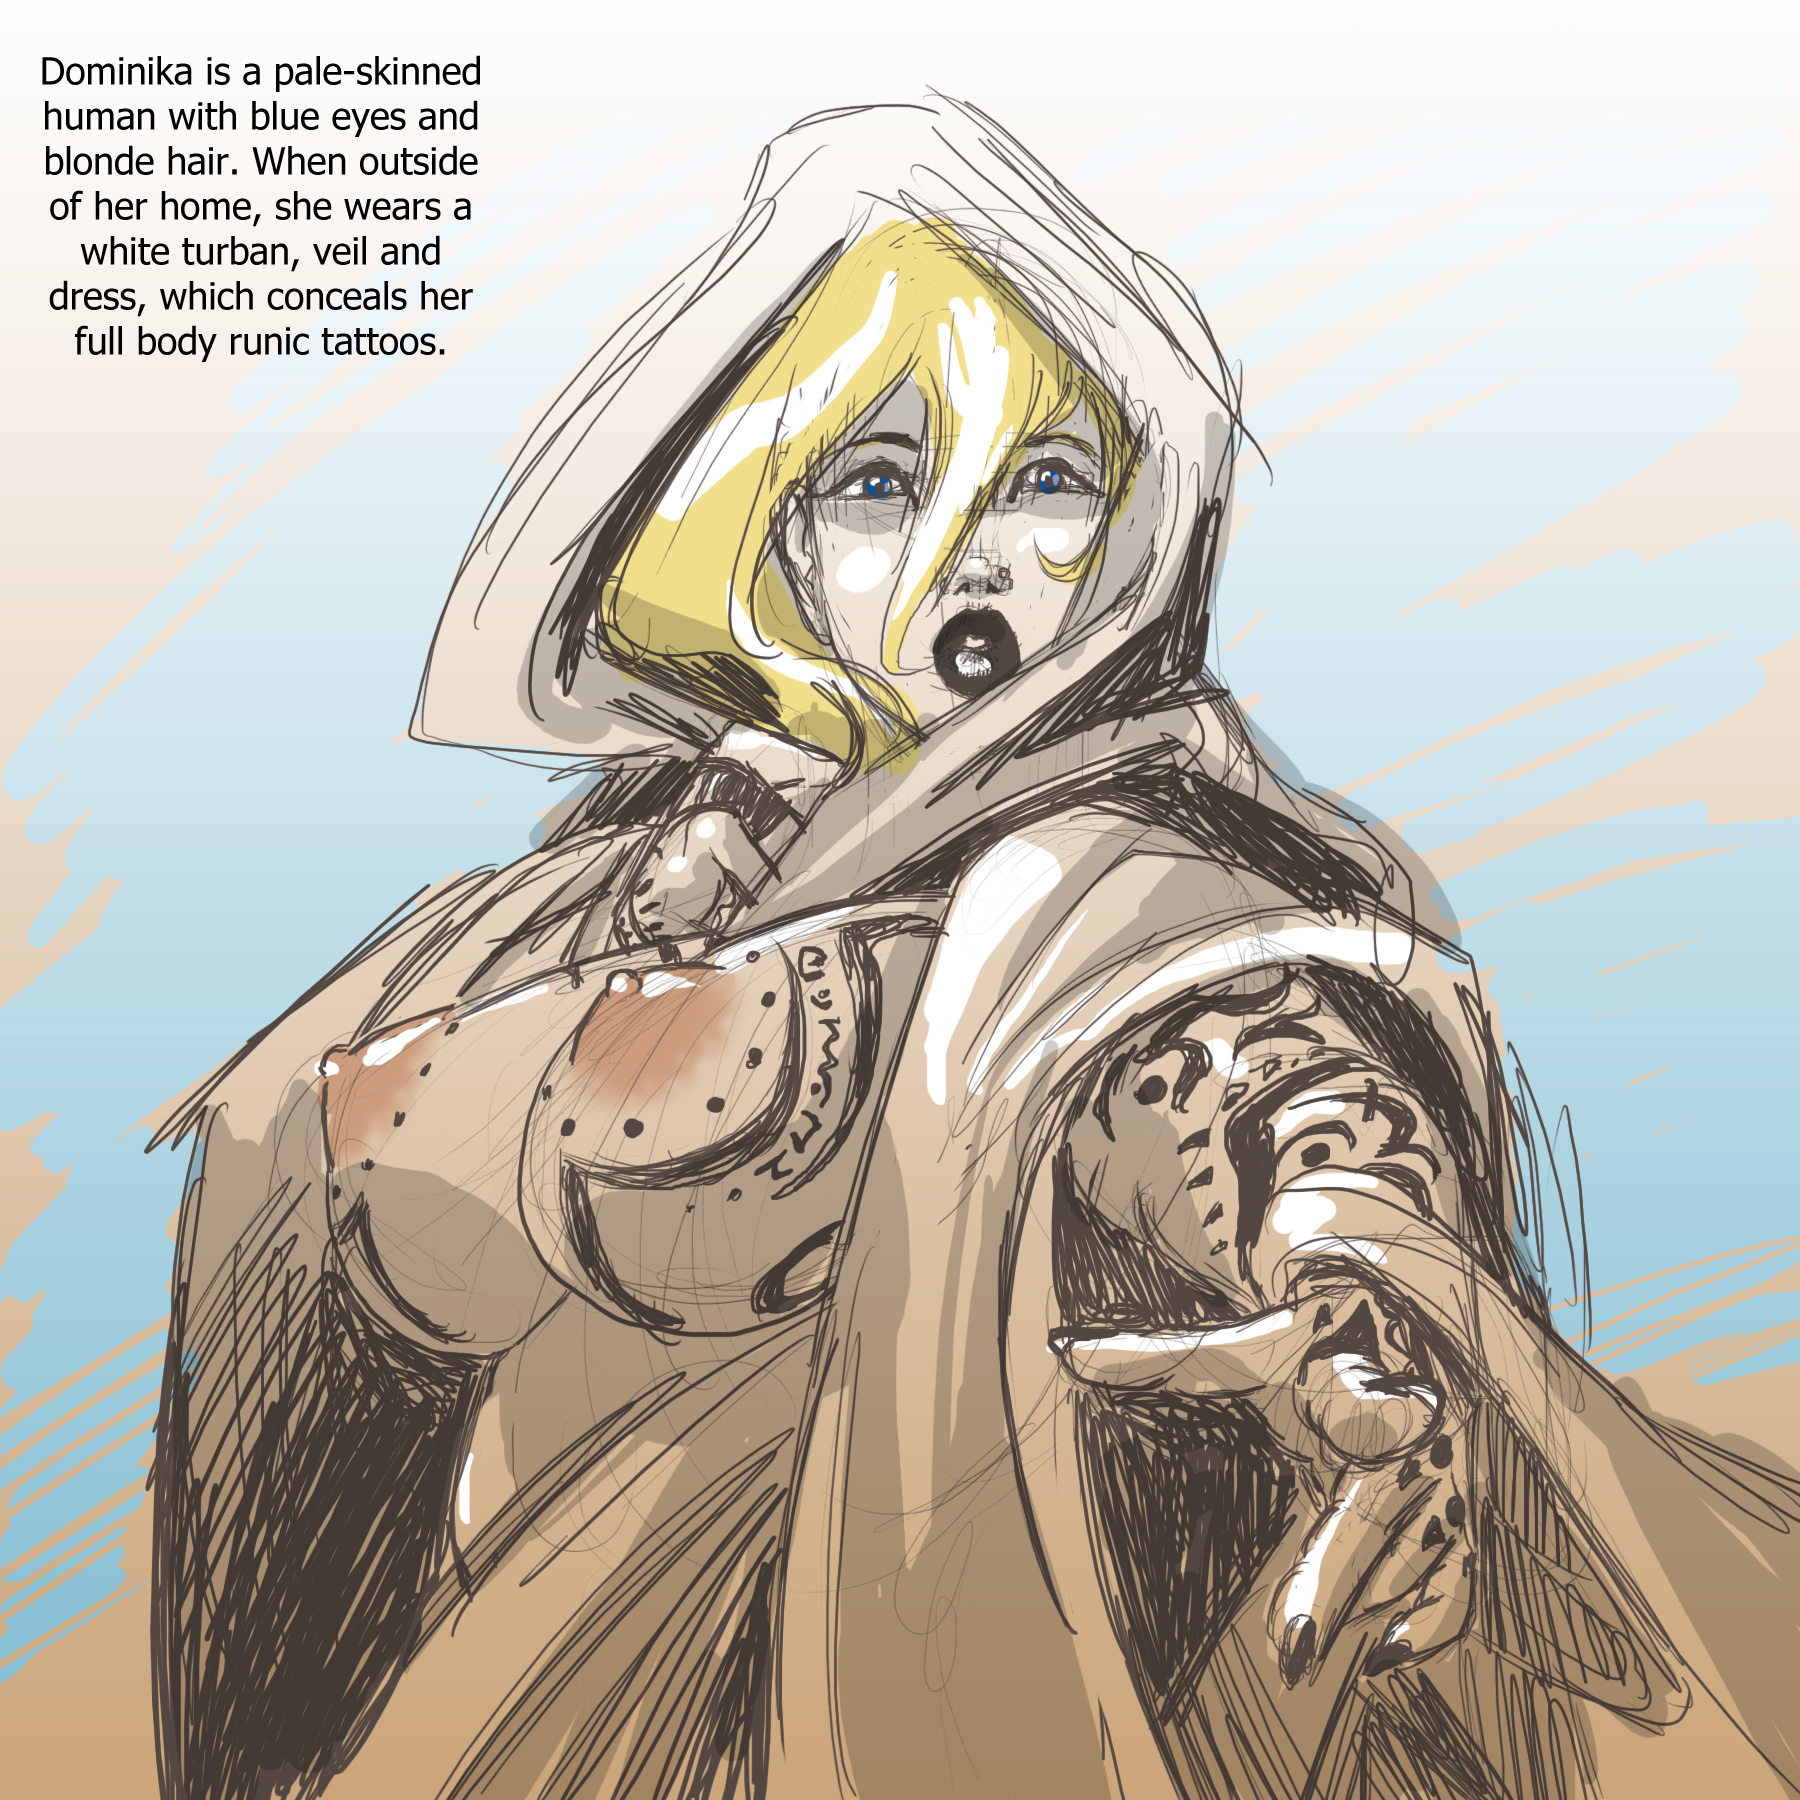 Dominika is a pale-skinned
human with blue eyes and
blonde hair. When outside
of her home, she wears a
white turban, veil and
dress, which conceals her
full body runic tattoos.